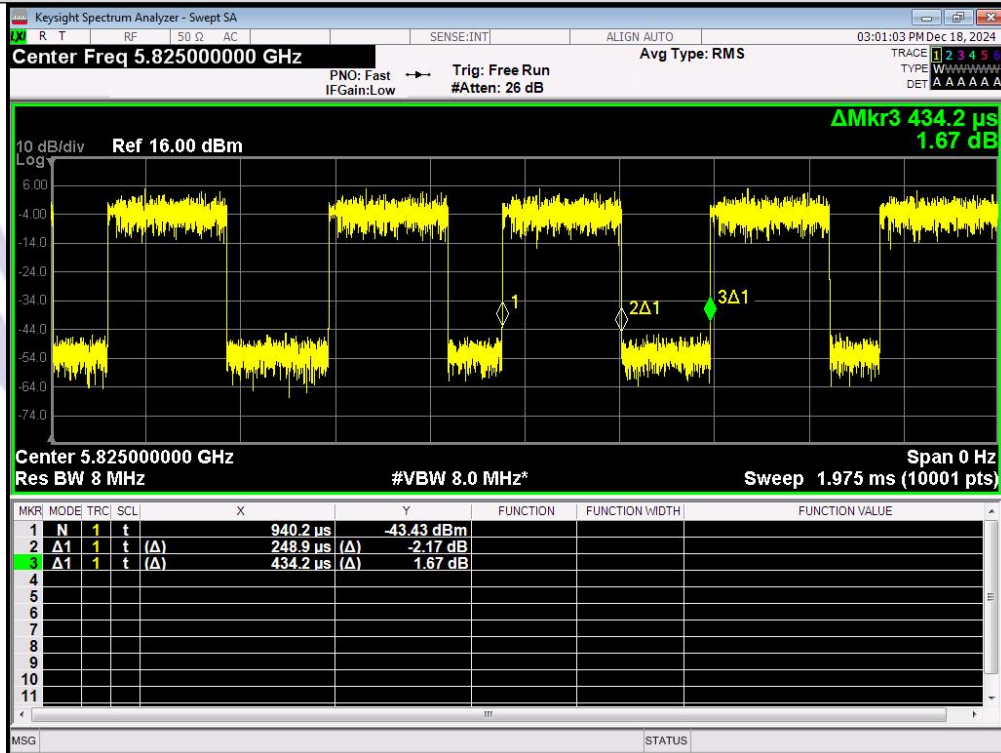 Keysight Spectrum Analyzer - Swept SA
LXI R T RF 50 Ω AC SENSE:INT ALIGN AUTO 03:01:03 PM Dec 18, 2024
Center Freq 5.825000000 GHz Avg Type: RMS TRACE 1 2 3 4 5 6
PNO: Fast Trig: Free Run TYPE WWWWWW
IFGain:Low #Atten: 26 dB DET A A A A A A
ΔMkr3 434.2 µs
10 dB/div Ref 16.00 dBm 1.67 dB
Log
6.00
-4.00
-14.0
-24.0
-34.0
1 2Δ1 3Δ1
-44.0
-54.0
-64.0
-74.0
Center 5.825000000 GHz Span 0 Hz
Res BW 8 MHz #VBW 8.0 MHz* Sweep 1.975 ms (10001 pts)
MKR MODE TRC SCL X Y FUNCTION FUNCTION WIDTH FUNCTION VALUE
1 N 1 t 940.2 µs -43.43 dBm
2 Δ1 1 t (Δ) 248.9 µs (Δ) -2.17 dB
3 Δ1 1 t (Δ) 434.2 µs (Δ) 1.67 dB
4
5
6
7
8
9
10
11
MSG STATUS